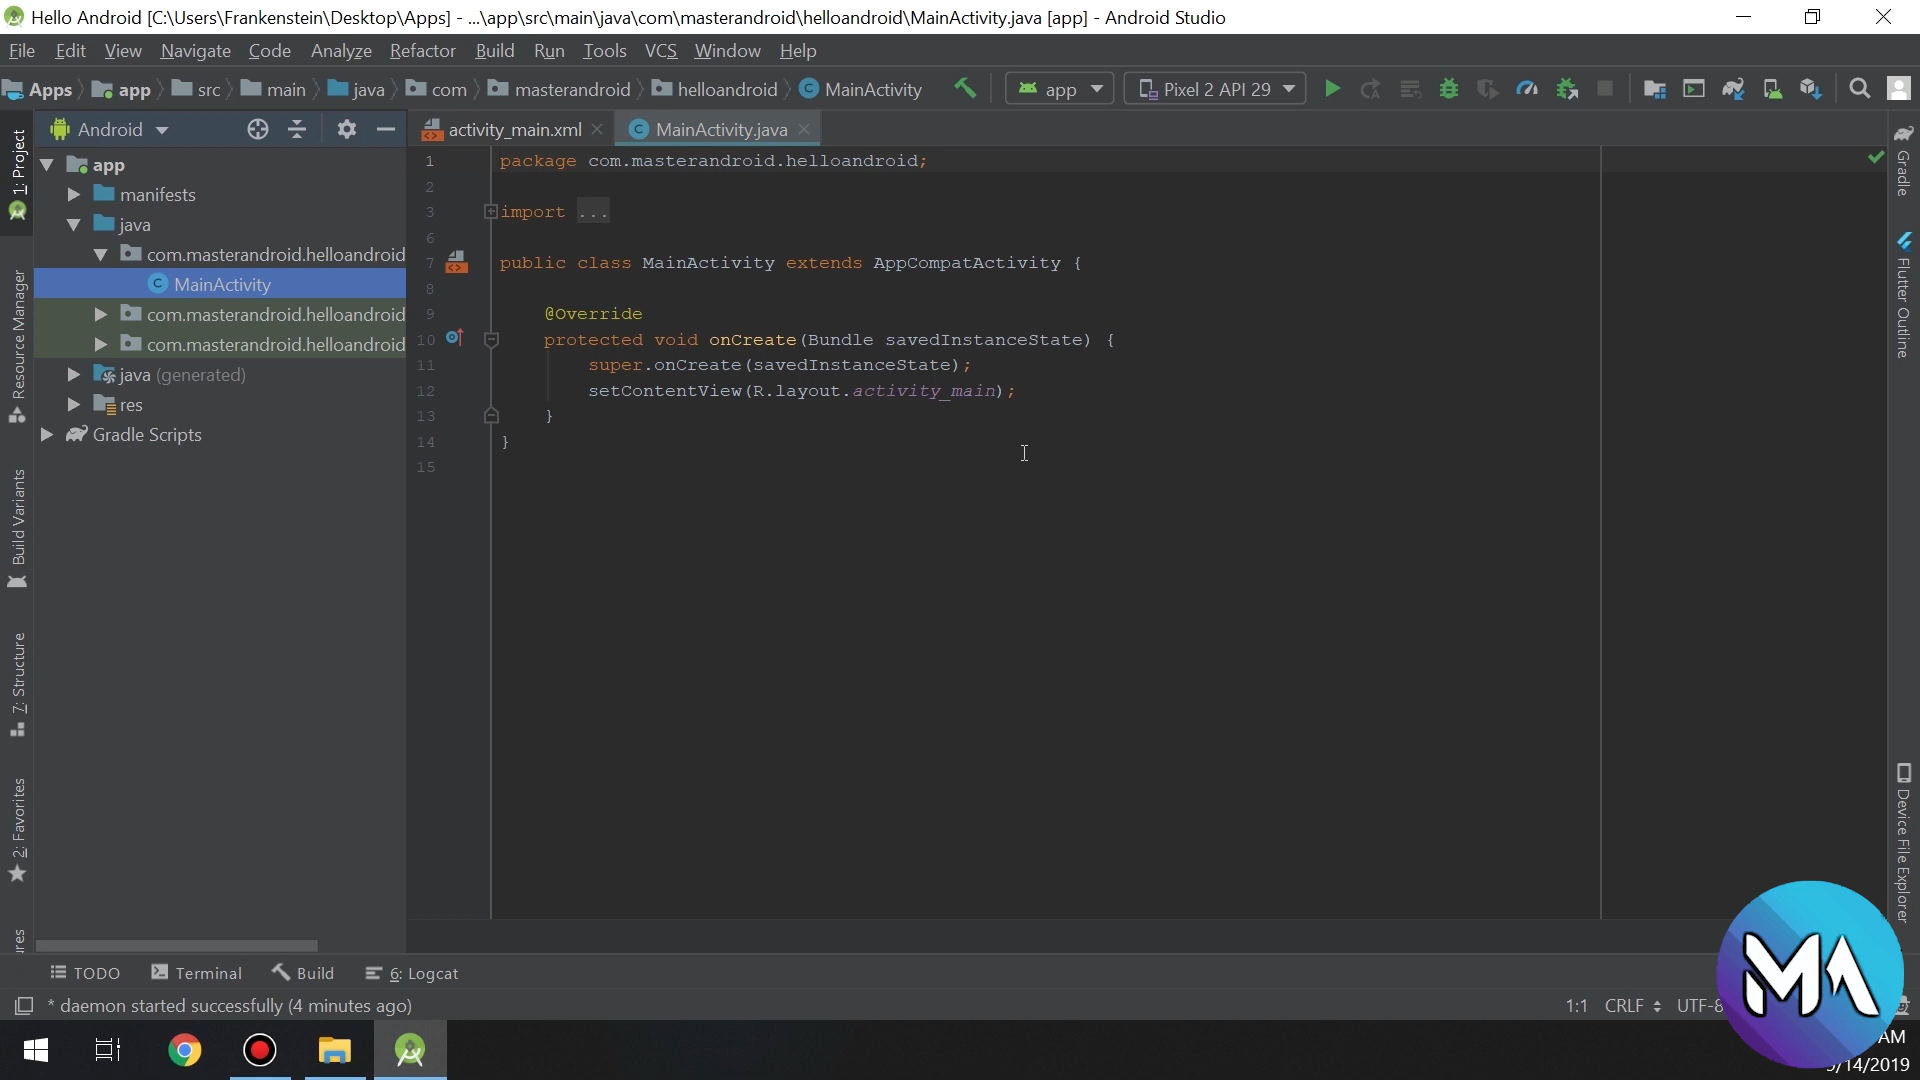 Hello Android [C:\Users\Frankenstein\Desktop\Apps] - ...\app\src\main\java\com\masterandroid\helloandroid\MainActivity.java [app] - Android Studio
File Edit View Navigate Code Analyze Refactor Build Run Tools VCS Window Help
Apps app src main java com masterandroid helloandroid MainActivity app Pixel 2 API 29
Android
activity_main.xml MainActivity.java
1: Project
Resource Manager
Build Variants
7: Structure
2: Favorites
app
manifests
java
com.masterandroid.helloandroid
MainActivity
com.masterandroid.helloandroid
com.masterandroid.helloandroid
java (generated)
res
Gradle Scripts
1 package com.masterandroid.helloandroid;
2
3 import ...
6
7 public class MainActivity extends AppCompatActivity {
8
9 @Override
10 protected void onCreate(Bundle savedInstanceState) {
11 super.onCreate(savedInstanceState);
12 setContentView(R.layout.activity_main);
13 }
14 }
15
Gradle
Flutter Outline
Device File Explorer
TODO Terminal Build 6: Logcat
* daemon started successfully (4 minutes ago)
1:1 CRLF UTF-8
MA
AM
/14/2019